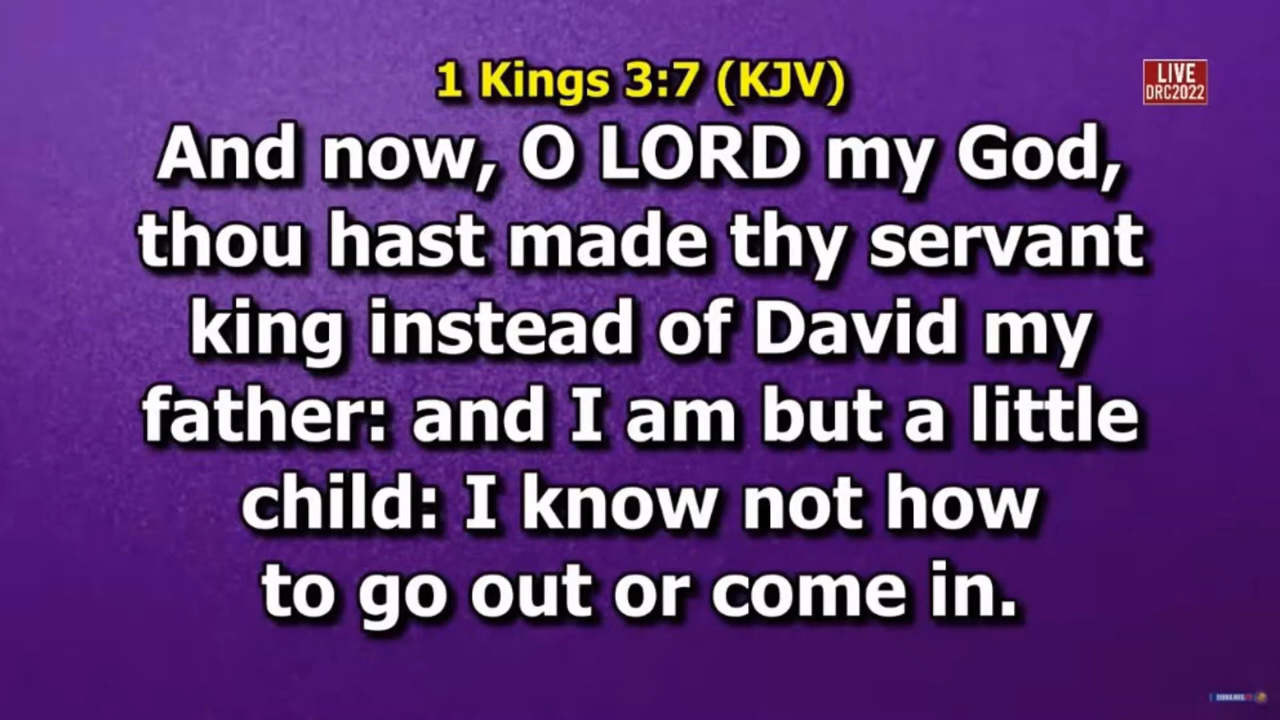 1 Kings 3:7 (KJV)
LIVE
DRC2022
And now, O LORD my God,
thou hast made thy servant
king instead of David my
father: and I am but a little
child: I know not how
to go out or come in.